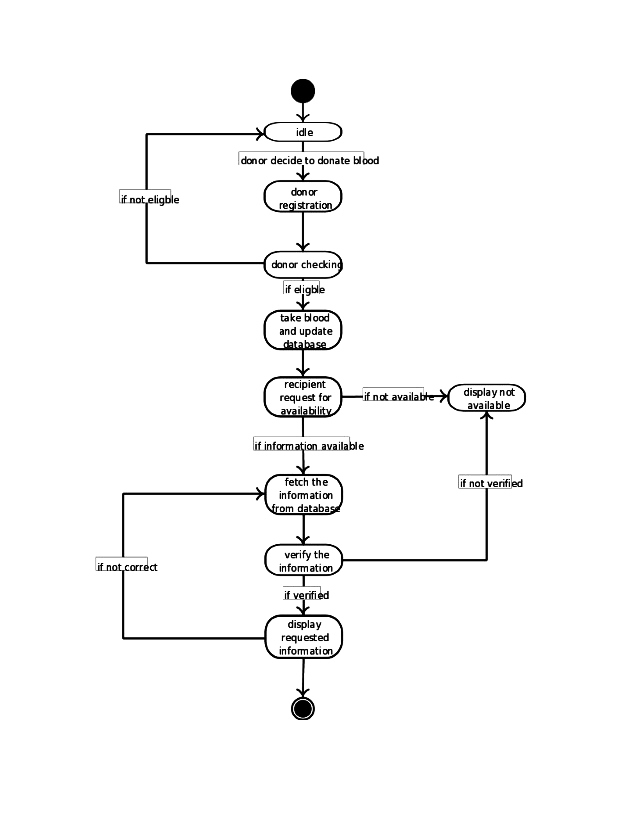 idle
donor decide to donate blood
donor
registration
if not eligble
donor checking
if eligble
take blood
and update
database
recipient
request for
availability
if not available
display not
available
if information available
fetch the
information
from database
if not verified
verify the
information
if not correct
if verified
display
requested
information